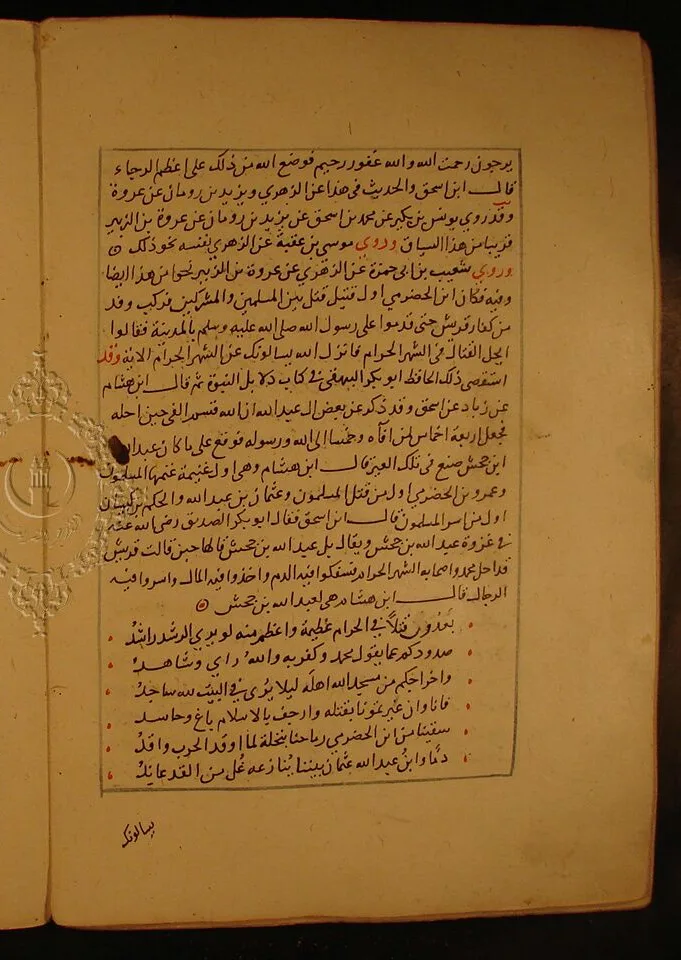 يرجون رحمت الله والله غفور رحيم فوضع الله من ذلك على اعظم الرجاء
قال ابن اسحق والحديث في هذا عن الزهري ويزيد بن رومان عن عروة
وقد روي يونس بن بكير عن محمد بن اسحق عن يزيد بن رومان عن عروة بن الزبير
قريبا من هذا السياق وروي موسى بن عقبة عن الزهري نفسه نحو ذلك
وروي شعيب بن ابي حمزة عن الزهري عن عروة بن الزبير نحوا من هذا ايضا
وفيه فكان ابن الحضرمي اول قتيل قتل بين المسلمين والمشركين فركب وفد
من كفار قريش حتى قدموا على رسول الله صلى الله عليه وسلم بالمدينة فقالوا
ايحل القتال في الشهر الحرام فانزل الله يسالونك عن الشهر الحرام الاية وقد
استقصى ذلك الحافظ ابو بكر البيهقي في كتاب دلايل النبوة ثم قال ابن هشام
عن زياد عن اسحق وقد ذكر عن بعض ال عبد الله ان الله قسم الفي حين احله
فجعل اربعة اخماس لمن افآه وخمسا الى الله ورسوله فوقع على ما كان عبد الله
ابن جحش صنع في تلك العير قال ابن هشام وهي اول غنيمة غنمها المسلمون
وعمرو بن الحضرمي اول من قتل المسلمون وعثمان بن عبد الله والحكم بن كيسان
اول من اسر المسلمون قال ابن اسحق فقال ابو بكر الصديق رضي الله عنه
في غزوة عبد الله بن جحش ويقال بل عبد الله بن جحش قالها حين قالت قريش
قد احل محمد واصحابه الشهر الحرام فسفكوا فيه الدم واخذوا فيه المال واسروا فيه
الرجال قال ابن هشام هي لعبد الله بن جحش
تعدون قتلا في الحرام عظيمة واعظم منه لو يري الرشد راشد
صدودكم عما يقول محمد وكفر به والله راي وشاهد
واخراجكم من مسجد الله اهله ليلا يرى في البيت لله ساجد
فانا وان عيرتمونا بقتله وارجف بالاسلام باغ وحاسد
سقينا من ابن الحضرمي رماحنا بنخلة لما اوقد الحرب واقد
دما وابن عبد الله عثمان بيننا ينازعه غل من القد عاند
يسالونك